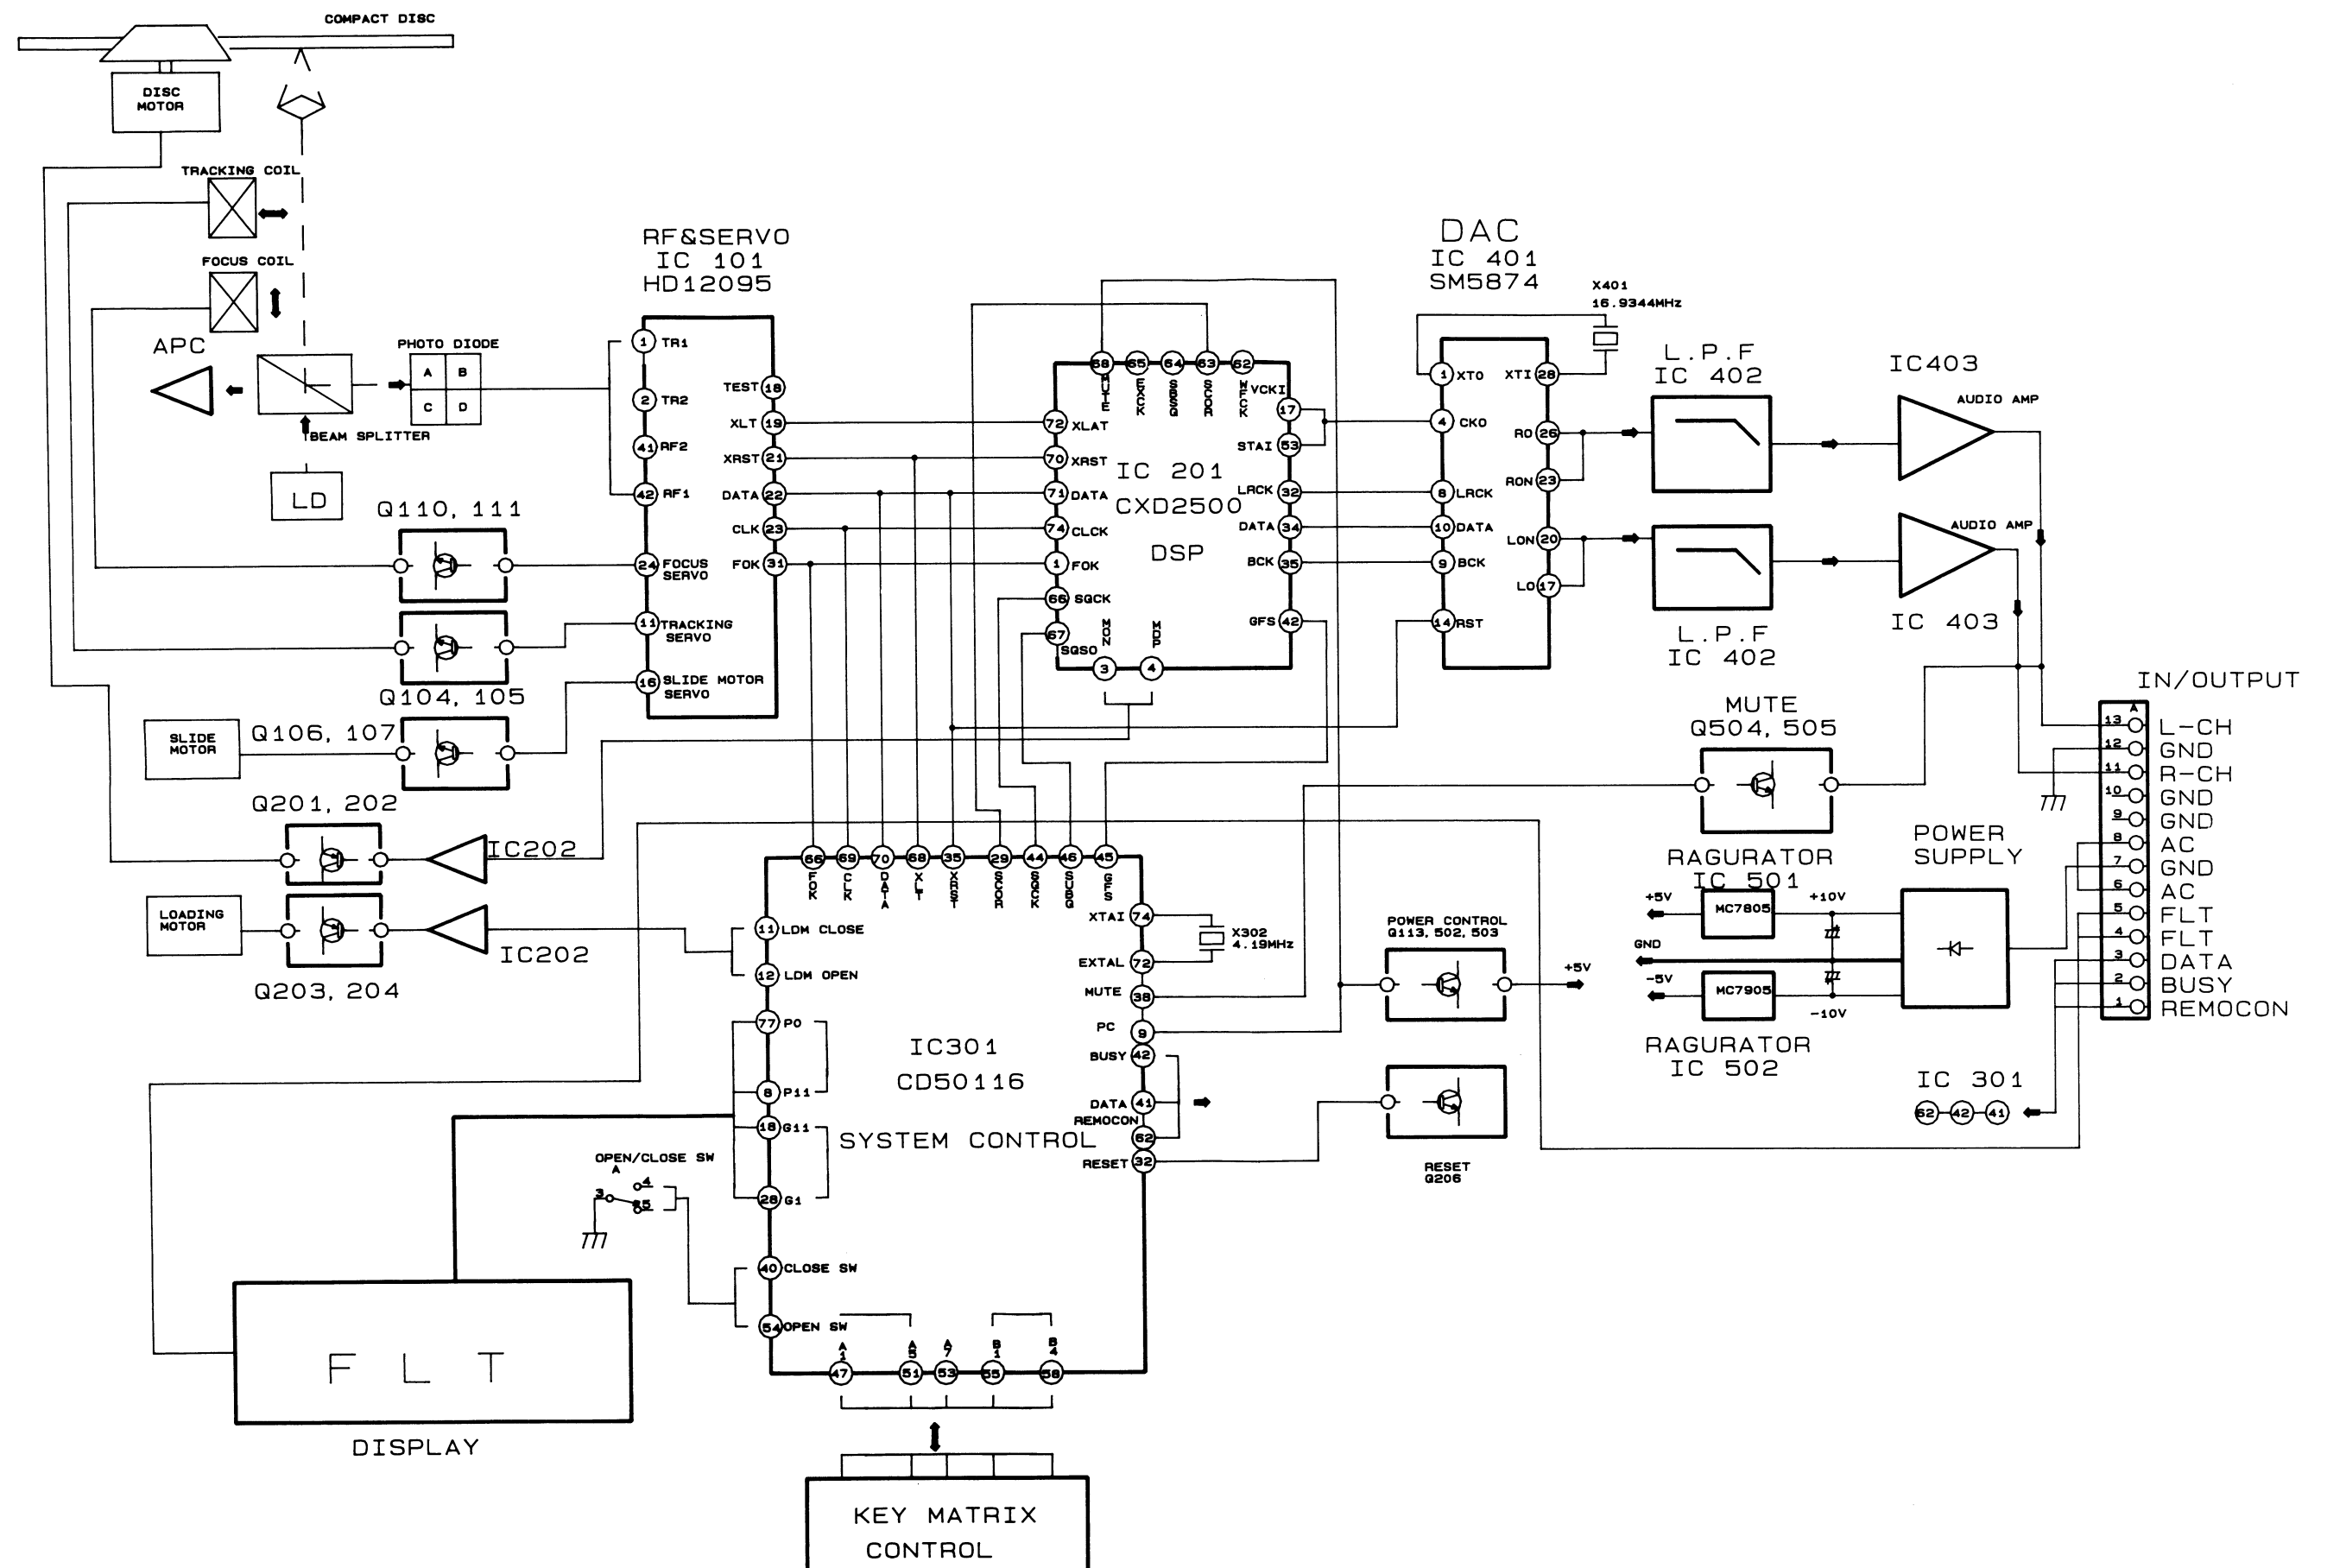 COMPACT DISC
DISC
MOTOR
TRACKING COIL
FOCUS COIL
APC
PHOTO DIODE
A B
C D
BEAM SPLITTER
LD
RF&SERVO
IC 101
HD12095
1 TR1
2 TR2
41 RF2
42 RF1
24 FOCUS
SERVO
11 TRACKING
SERVO
16 SLIDE MOTOR
SERVO
TEST 18
XLT 19
XRST 21
DATA 22
CLK 23
FOK 31
Q110, 111
Q104, 105
Q106, 107
SLIDE
MOTOR
Q201, 202
IC202
LOADING
MOTOR
IC202
Q203, 204
68 65 64 63 62
MUTE
EXCK
SBSO
SCOR
WFCK
VCKI
17
STAI 53
72 XLAT
70 XRST
71 DATA
74 CLCK
1 FOK
66 SQCK
67
SQSO
IC 201
CXD2500
DSP
LRCK 32
DATA 34
BCK 35
GFS 42
MON
MDP
3 4
DAC
IC 401
SM5874
X401
16.9344MHz
1 XTO
4 CKO
8 LRCK
10 DATA
9 BCK
14 RST
XTI 28
RO 26
RON 23
LON 20
LO 17
L.P.F
IC 402
IC403
AUDIO AMP
AUDIO AMP
IC 403
L.P.F
IC 402
MUTE
Q504, 505
IN/OUTPUT
A
13 L-CH
12 GND
11 R-CH
10 GND
9 GND
8 AC
7 GND
6 AC
5 FLT
4 FLT
3 DATA
2 BUSY
1 REMOCON
POWER
SUPPLY
RAGURATOR
IC 501
+5V
MC7805
+10V
GND
-5V
MC7905
-10V
RAGURATOR
IC 502
IC 301
62 42 41
POWER CONTROL
Q113, 502, 503
+5V
RESET
Q206
66 69 70 68 35 29 44 46 45
FOK
CLK
DATA
XLT
XRST
SCOR
SQCK
SUBQ
GFS
11 LDM CLOSE
12 LDM OPEN
77 P0
8 P11
18 G11
28 G1
40 CLOSE SW
54 OPEN SW
IC301
CD50116
SYSTEM CONTROL
XTAI 74
EXTAL 72
X302
4.19MHz
MUTE 38
PC 9
BUSY 42
DATA 41
REMOCON
62
RESET 32
OPEN/CLOSE SW
A
3 4
5
A1
A5
A7
B1
B4
47 51 53 55 58
FLT
DISPLAY
KEY MATRIX
CONTROL